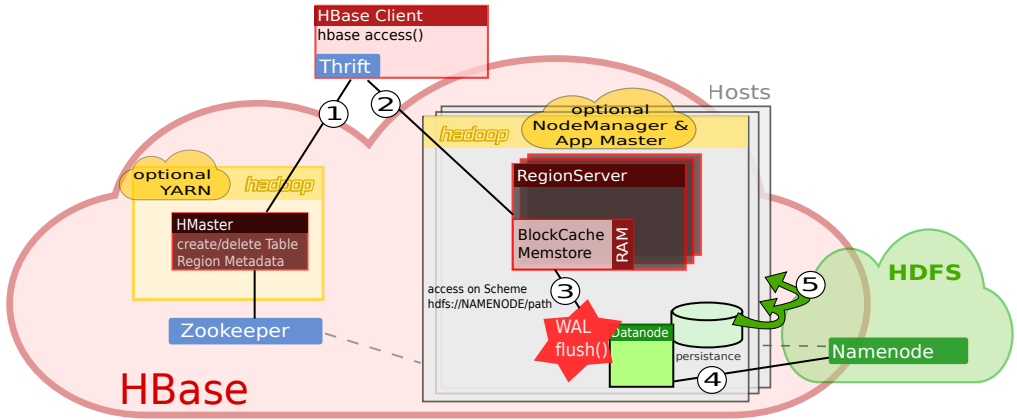 HBase Client
hbase access()
Thrift
1
2
Hosts
optional
NodeManager &
App Master
hadoop
optional
YARN
hadoop
RegionServer
HMaster
create/delete Table
Region Metadata
BlockCache
Memstore
RAM
HDFS
access on Scheme
hdfs://NAMENODE/path
3
5
Zookeeper
WAL
flush()
Datanode
persistance
Namenode
4
HBase